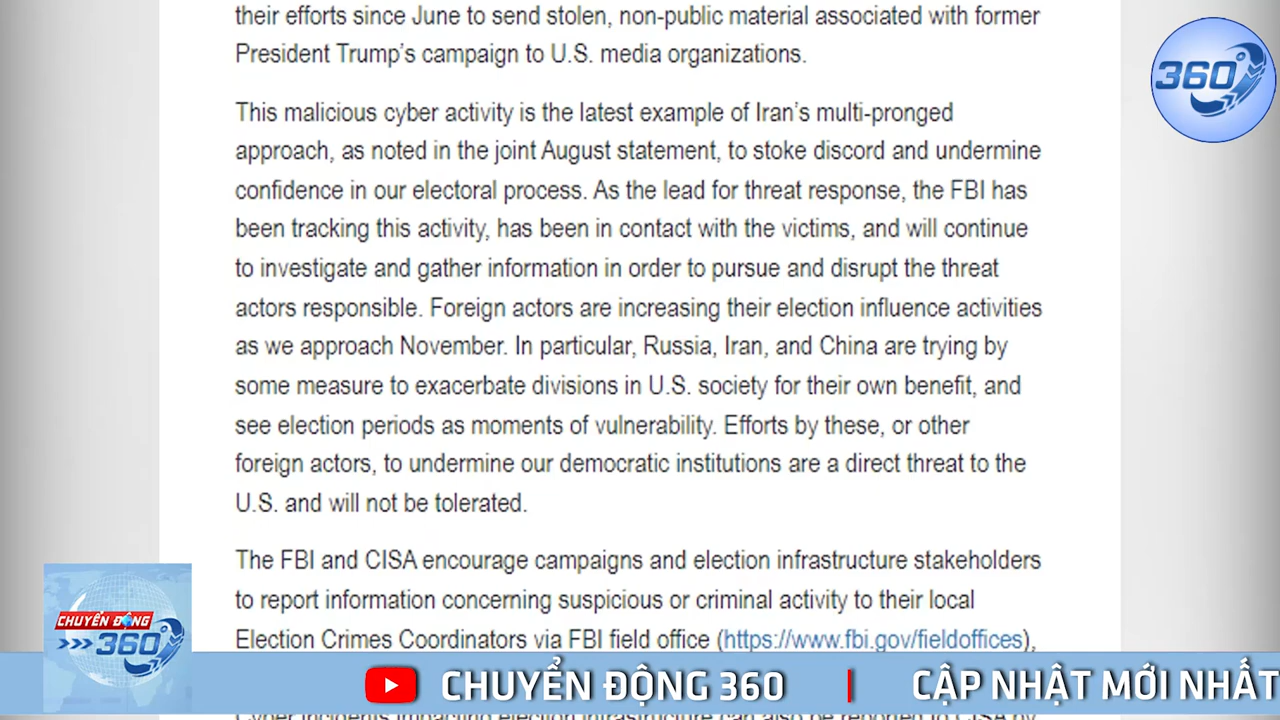 their efforts since June to send stolen, non-public material associated with former
President Trump's campaign to U.S. media organizations.
360°
This malicious cyber activity is the latest example of Iran's multi-pronged
approach, as noted in the joint August statement, to stoke discord and undermine
confidence in our electoral process. As the lead for threat response, the FBI has
been tracking this activity, has been in contact with the victims, and will continue
to investigate and gather information in order to pursue and disrupt the threat
actors responsible. Foreign actors are increasing their election influence activities
as we approach November. In particular, Russia, Iran, and China are trying by
some measure to exacerbate divisions in U.S. society for their own benefit, and
see election periods as moments of vulnerability. Efforts by these, or other
foreign actors, to undermine our democratic institutions are a direct threat to the
U.S. and will not be tolerated.
The FBI and CISA encourage campaigns and election infrastructure stakeholders
to report information concerning suspicious or criminal activity to their local
Election Crimes Coordinators via FBI field office (https://www.fbi.gov/fieldoffices),
CHUYỂN ĐỘNG
>>> 360°
CHUYỂN ĐỘNG 360 | CẬP NHẬT MỚI NHẤT